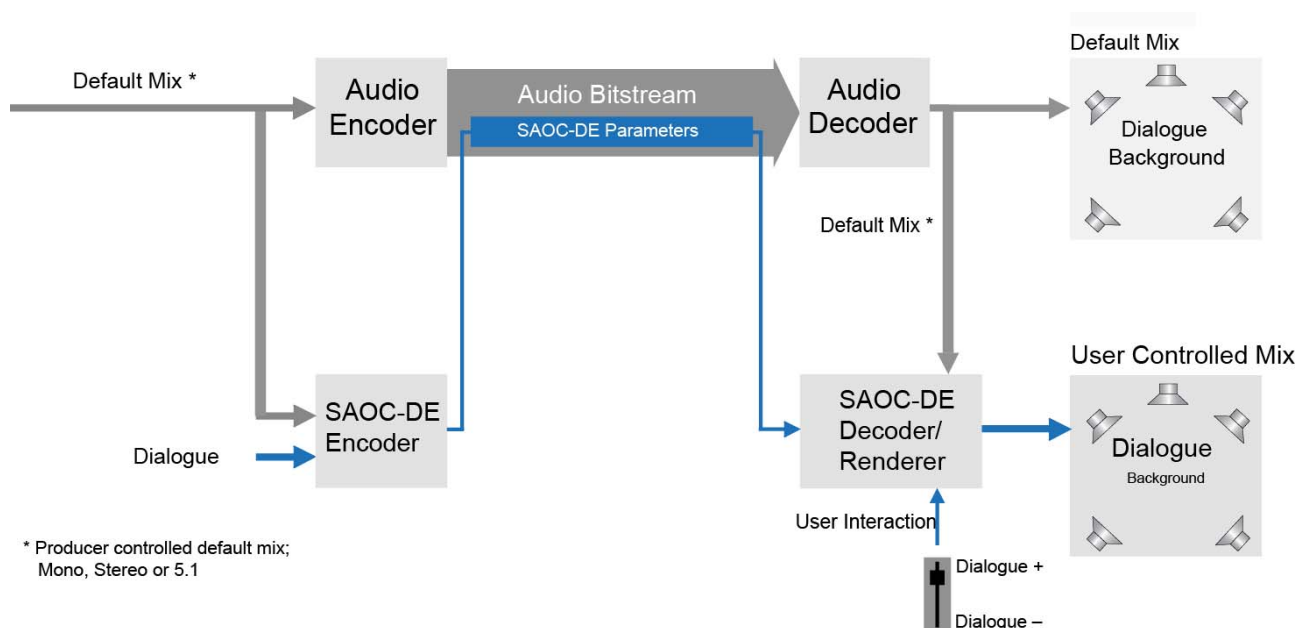 Default Mix *
Audio
Encoder
Audio Bitstream
SAOC-DE Parameters
Audio
Decoder
Default Mix
Dialogue
Background
Default Mix *
SAOC-DE
Encoder
Dialogue
SAOC-DE
Decoder/
Renderer
User Controlled Mix
Dialogue
Background
User Interaction
Dialogue +
Dialogue –
* Producer controlled default mix;
Mono, Stereo or 5.1